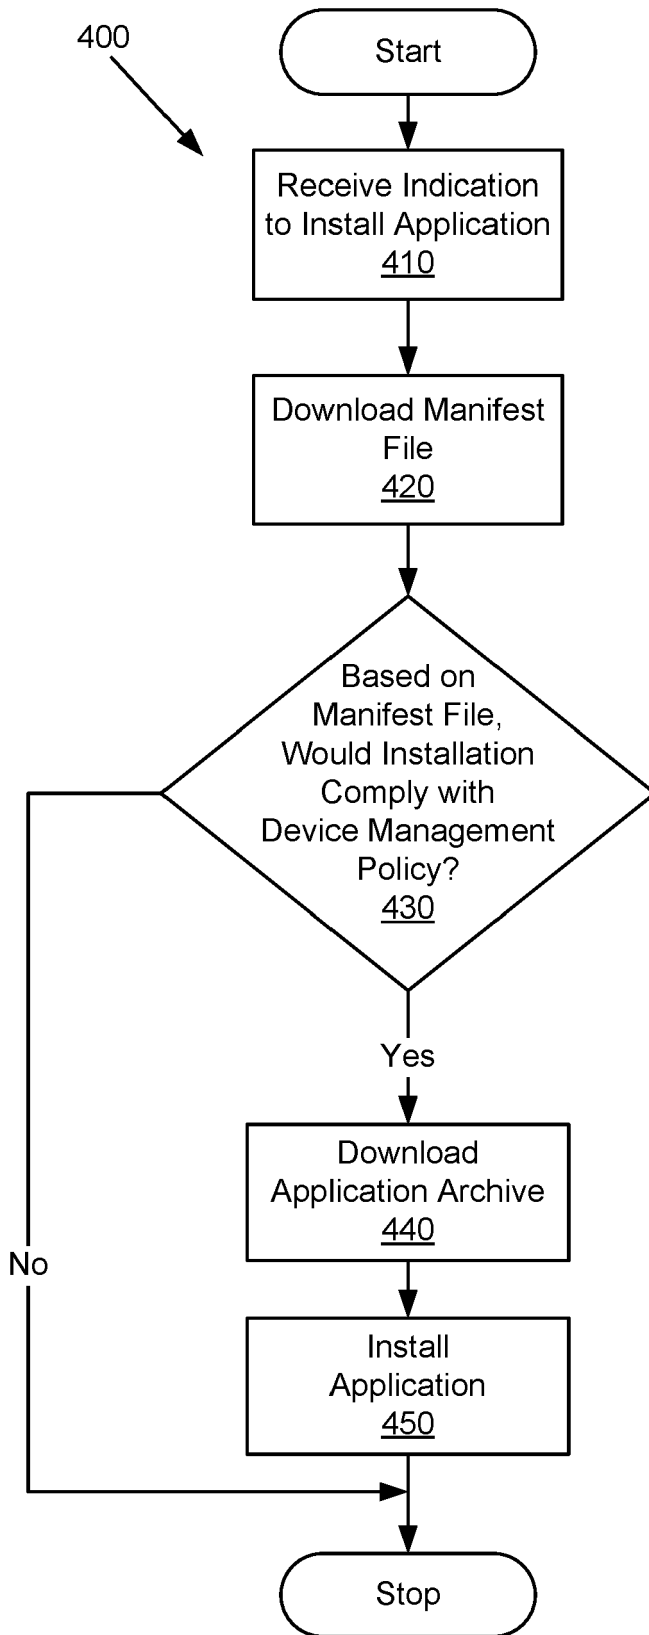 400
Start
Receive Indication
to Install Application
410
Download Manifest
File
420
Based on
Manifest File,
Would Installation
Comply with
Device Management
Policy?
430
Yes
Download
Application Archive
440
No
Install
Application
450
Stop